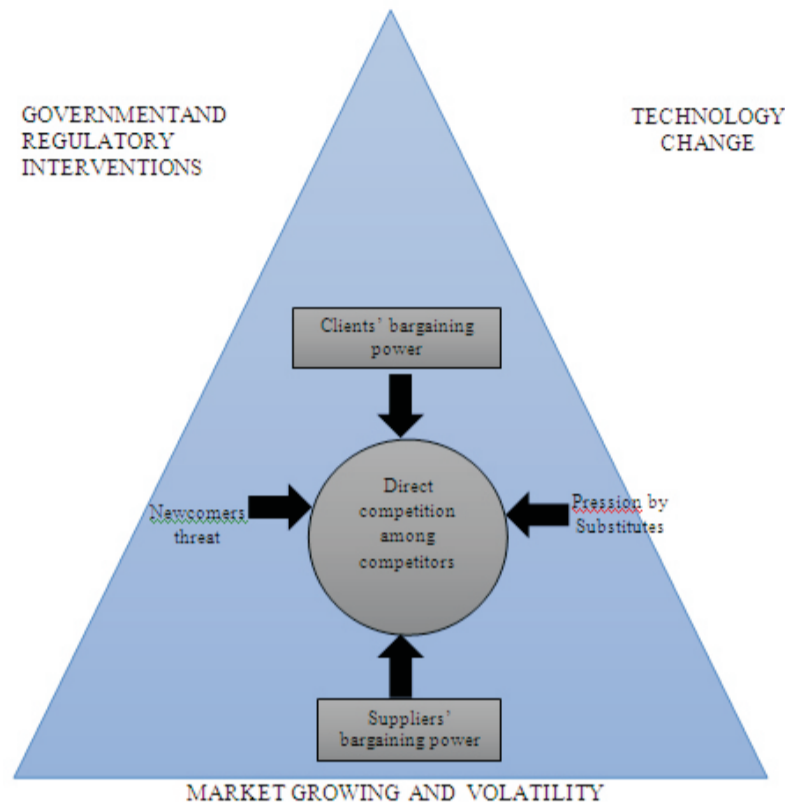 GOVERNMENTAND
REGULATORY
INTERVENTIONS
TECHNOLOGY
CHANGE
Clients’ bargaining
power
Newcomers
threat
Direct
competition
among
competitors
Pression by
Substitutes
Suppliers’
bargaining power
MARKET GROWING AND VOLATILITY